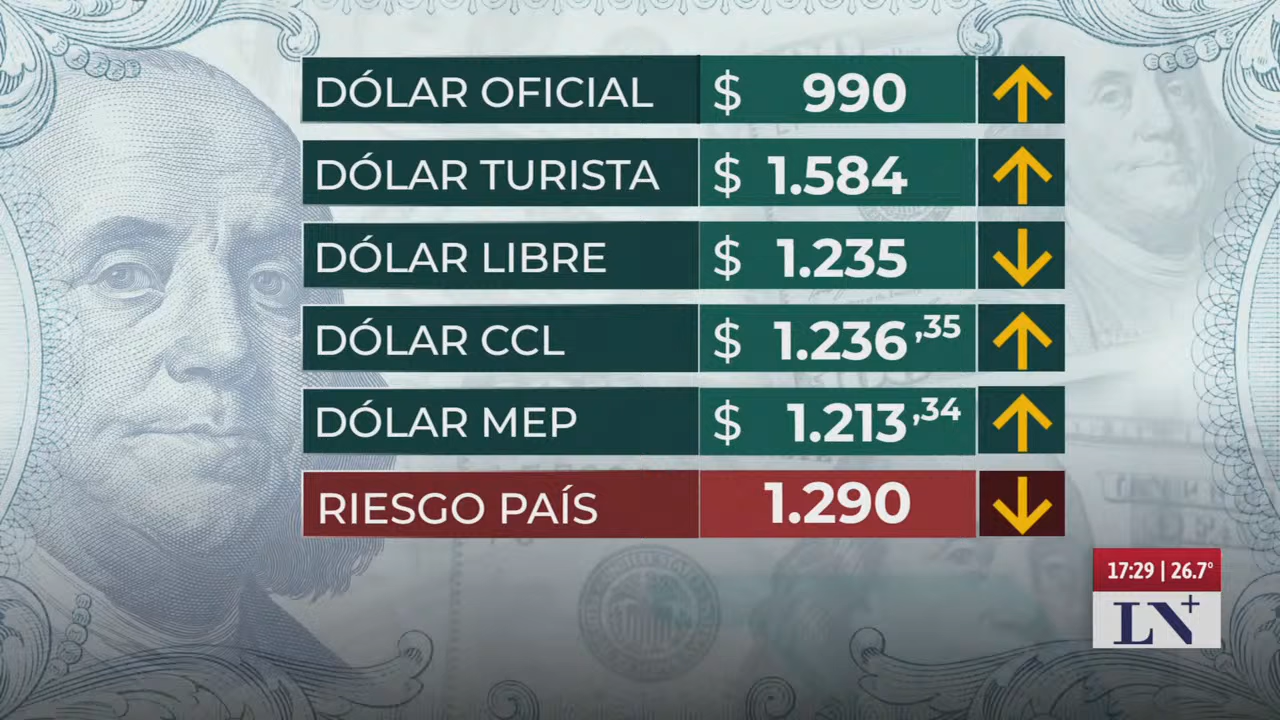 DÓLAR OFICIAL $ 990 ↑
DÓLAR TURISTA $ 1.584 ↑
DÓLAR LIBRE $ 1.235 ↓
DÓLAR CCL $ 1.236,35 ↑
DÓLAR MEP $ 1.213,34 ↑
RIESGO PAÍS 1.290 ↓
17:29 | 26.7°
LN+